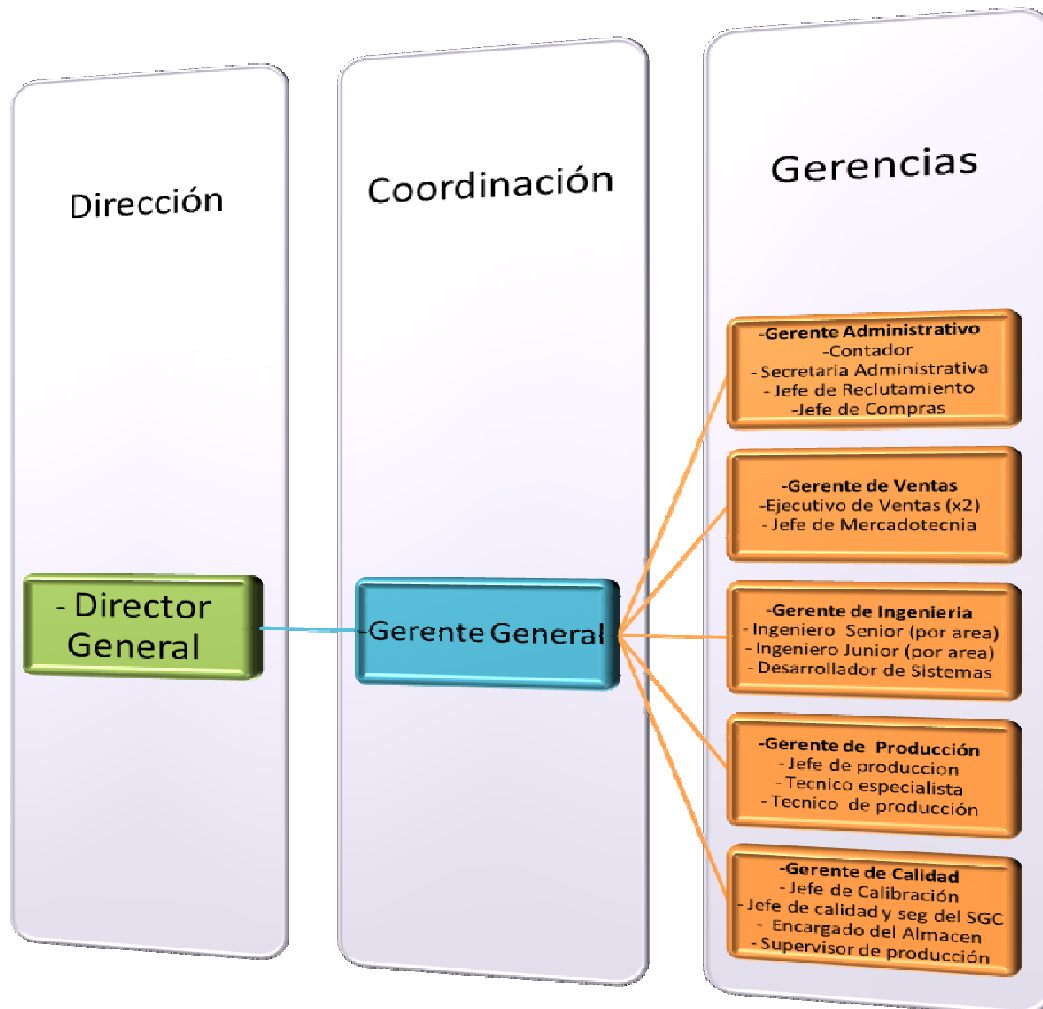 Dirección
- Director
General
Coordinación
-Gerente General
Gerencias
-Gerente Administrativo
-Contador
- Secretaria Administrativa
- Jefe de Reclutamiento
-Jefe de Compras
-Gerente de Ventas
-Ejecutivo de Ventas (x2)
- Jefe de Mercadotecnia
-Gerente de Ingenieria
- Ingeniero Senior (por area)
- Ingeniero Junior (por area)
- Desarrollador de Sistemas
-Gerente de Producción
- Jefe de produccion
- Tecnico especialista
- Tecnico de producción
-Gerente de Calidad
- Jefe de Calibración
- Jefe de calidad y seg del SGC
- Encargado del Almacen
- Supervisor de producción